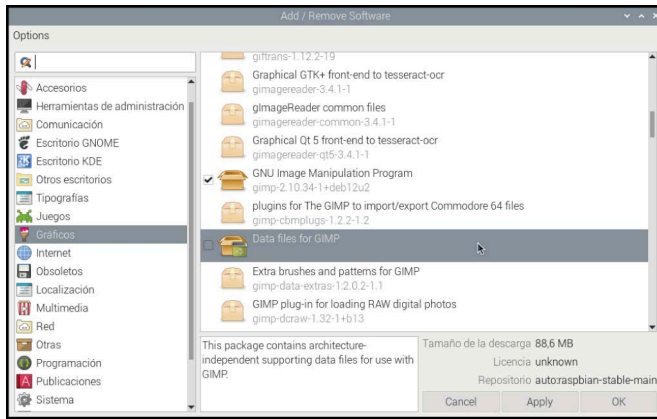 Add / Remove Software
Options
Accesorios
Herramientas de administración
Comunicación
Escritorio GNOME
Escritorio KDE
Otros escritorios
Tipografías
Juegos
Gráficos
Internet
Obsoletos
Localización
Multimedia
Red
Otras
Programación
Publicaciones
Sistema
giftrans-1.12.2-19
Graphical GTK+ front-end to tesseract-ocr
gimagereader-3.4.1-1
gImageReader common files
gimagereader-common-3.4.1-1
Graphical Qt 5 front-end to tesseract-ocr
gimagereader-qt5-3.4.1-1
GNU Image Manipulation Program
gimp-2.10.34-1+deb12u2
plugins for The GIMP to import/export Commodore 64 files
gimp-cbmplugs-1.2.2-1.2
Data files for GIMP
Extra brushes and patterns for GIMP
gimp-data-extras-1:2.0.2-1.1
GIMP plug-in for loading RAW digital photos
gimp-dcraw-1.32-1+b13
This package contains architecture-
independent supporting data files for use with
GIMP.
Tamaño de la descarga 88,6 MB
Licencia unknown
Repositorio auto:raspbian-stable-main
Cancel Apply OK